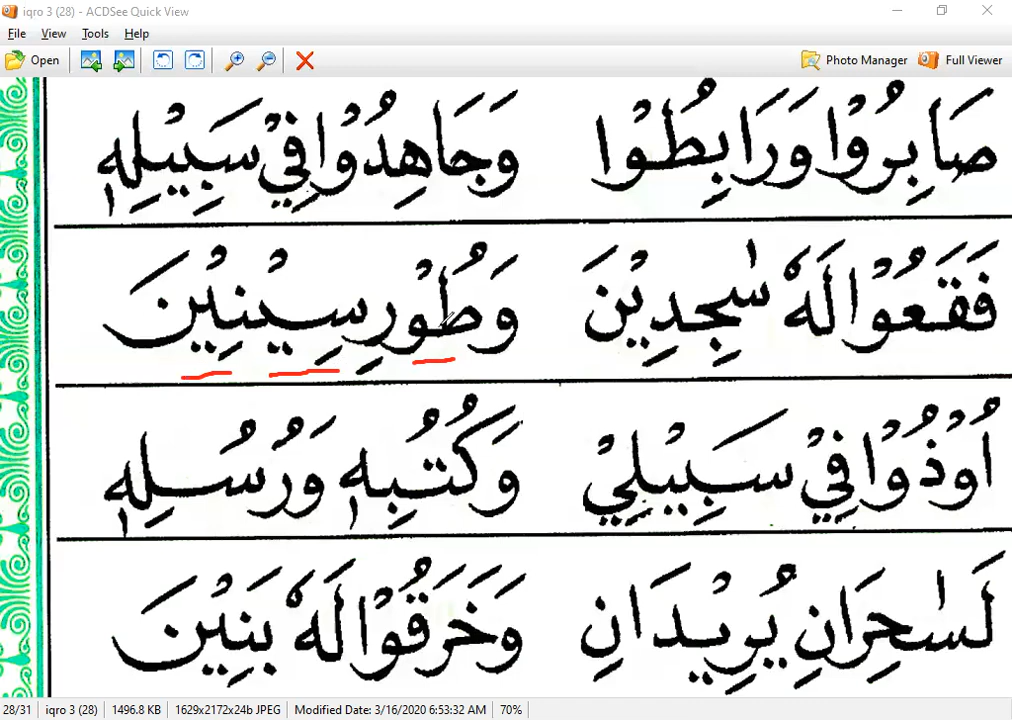 iqro 3 (28) - ACDSee Quick View
File View Tools Help
Open Photo Manager Full Viewer
صَابِرُوْا وَرَابِطُوْا وَجَاهِدُوْا فِيْ سَبِيْلِهٖ
فَقَعُوْا لَهٗ سٰجِدِيْنَ وَطُوْرِ سِيْنِيْنَ
اُوْذُوْا فِيْ سَبِيْلِيْ وَكُتُبِهٖ وَرُسُلِهٖ
لَسٰحِرَانِ يُرِيْدَانِ وَخَرَقُوْا لَهٗ بَنِيْنَ
28/31 iqro 3 (28) 1496.8 KB 1629x2172x24b JPEG Modified Date: 3/16/2020 6:53:32 AM 70%